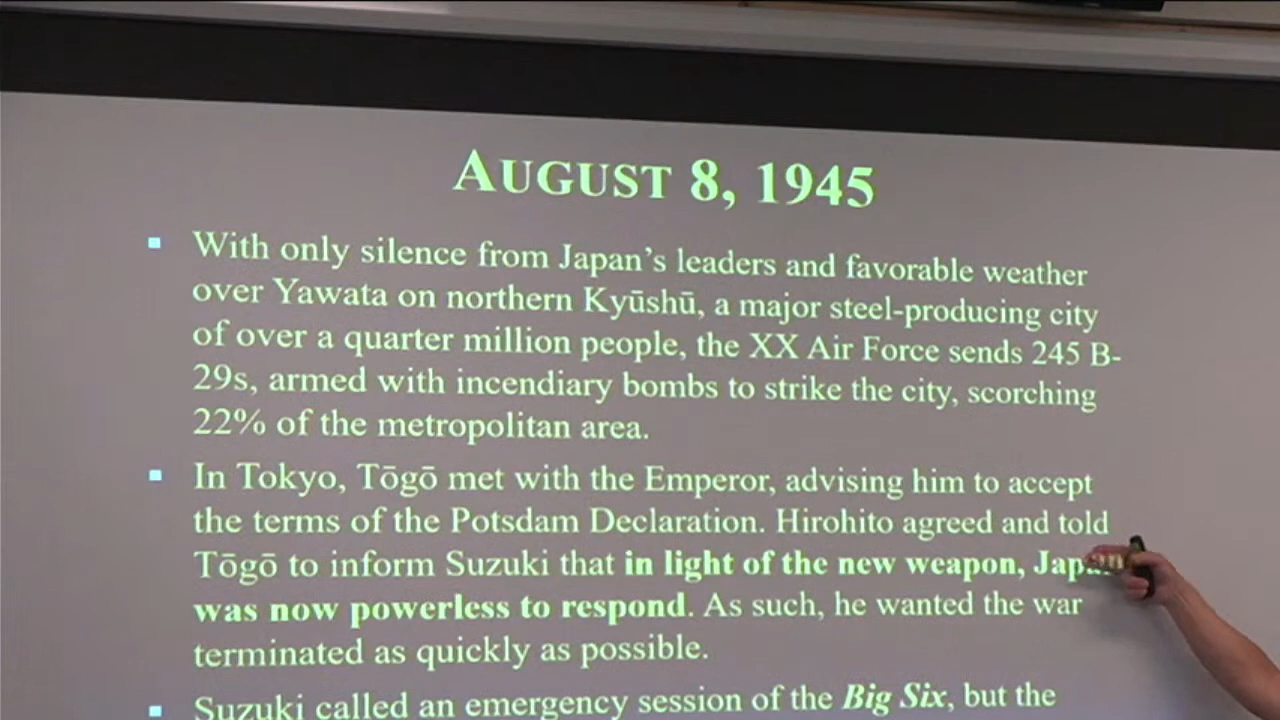 AUGUST 8, 1945
With only silence from Japan's leaders and favorable weather
over Yawata on northern Kyūshū, a major steel-producing city
of over a quarter million people, the XX Air Force sends 245 B-
29s, armed with incendiary bombs to strike the city, scorching
22% of the metropolitan area.
In Tokyo, Tōgō met with the Emperor, advising him to accept
the terms of the Potsdam Declaration. Hirohito agreed and told
Tōgō to inform Suzuki that in light of the new weapon, Japan
was now powerless to respond. As such, he wanted the war
terminated as quickly as possible.
Suzuki called an emergency session of the Big Six, but the